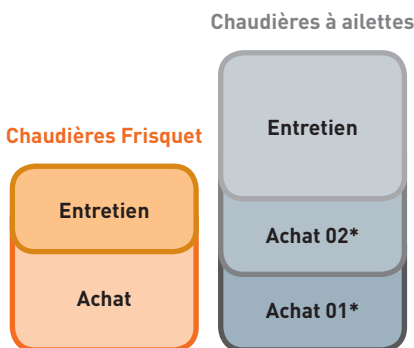 Chaudières à ailettes
Chaudières Frisquet
Entretien
Achat
Entretien
Achat 02*
Achat 01*